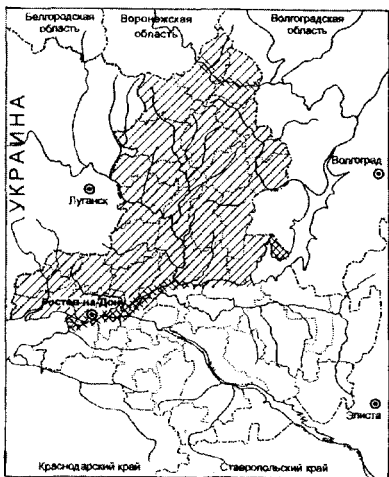 Белгородская
область
Воронежская
область
Волгоградская
область
УКРАИНА
Волгоград
Луганск
Ростов-на-Дону
Элиста
Краснодарский край
Ставропольский край